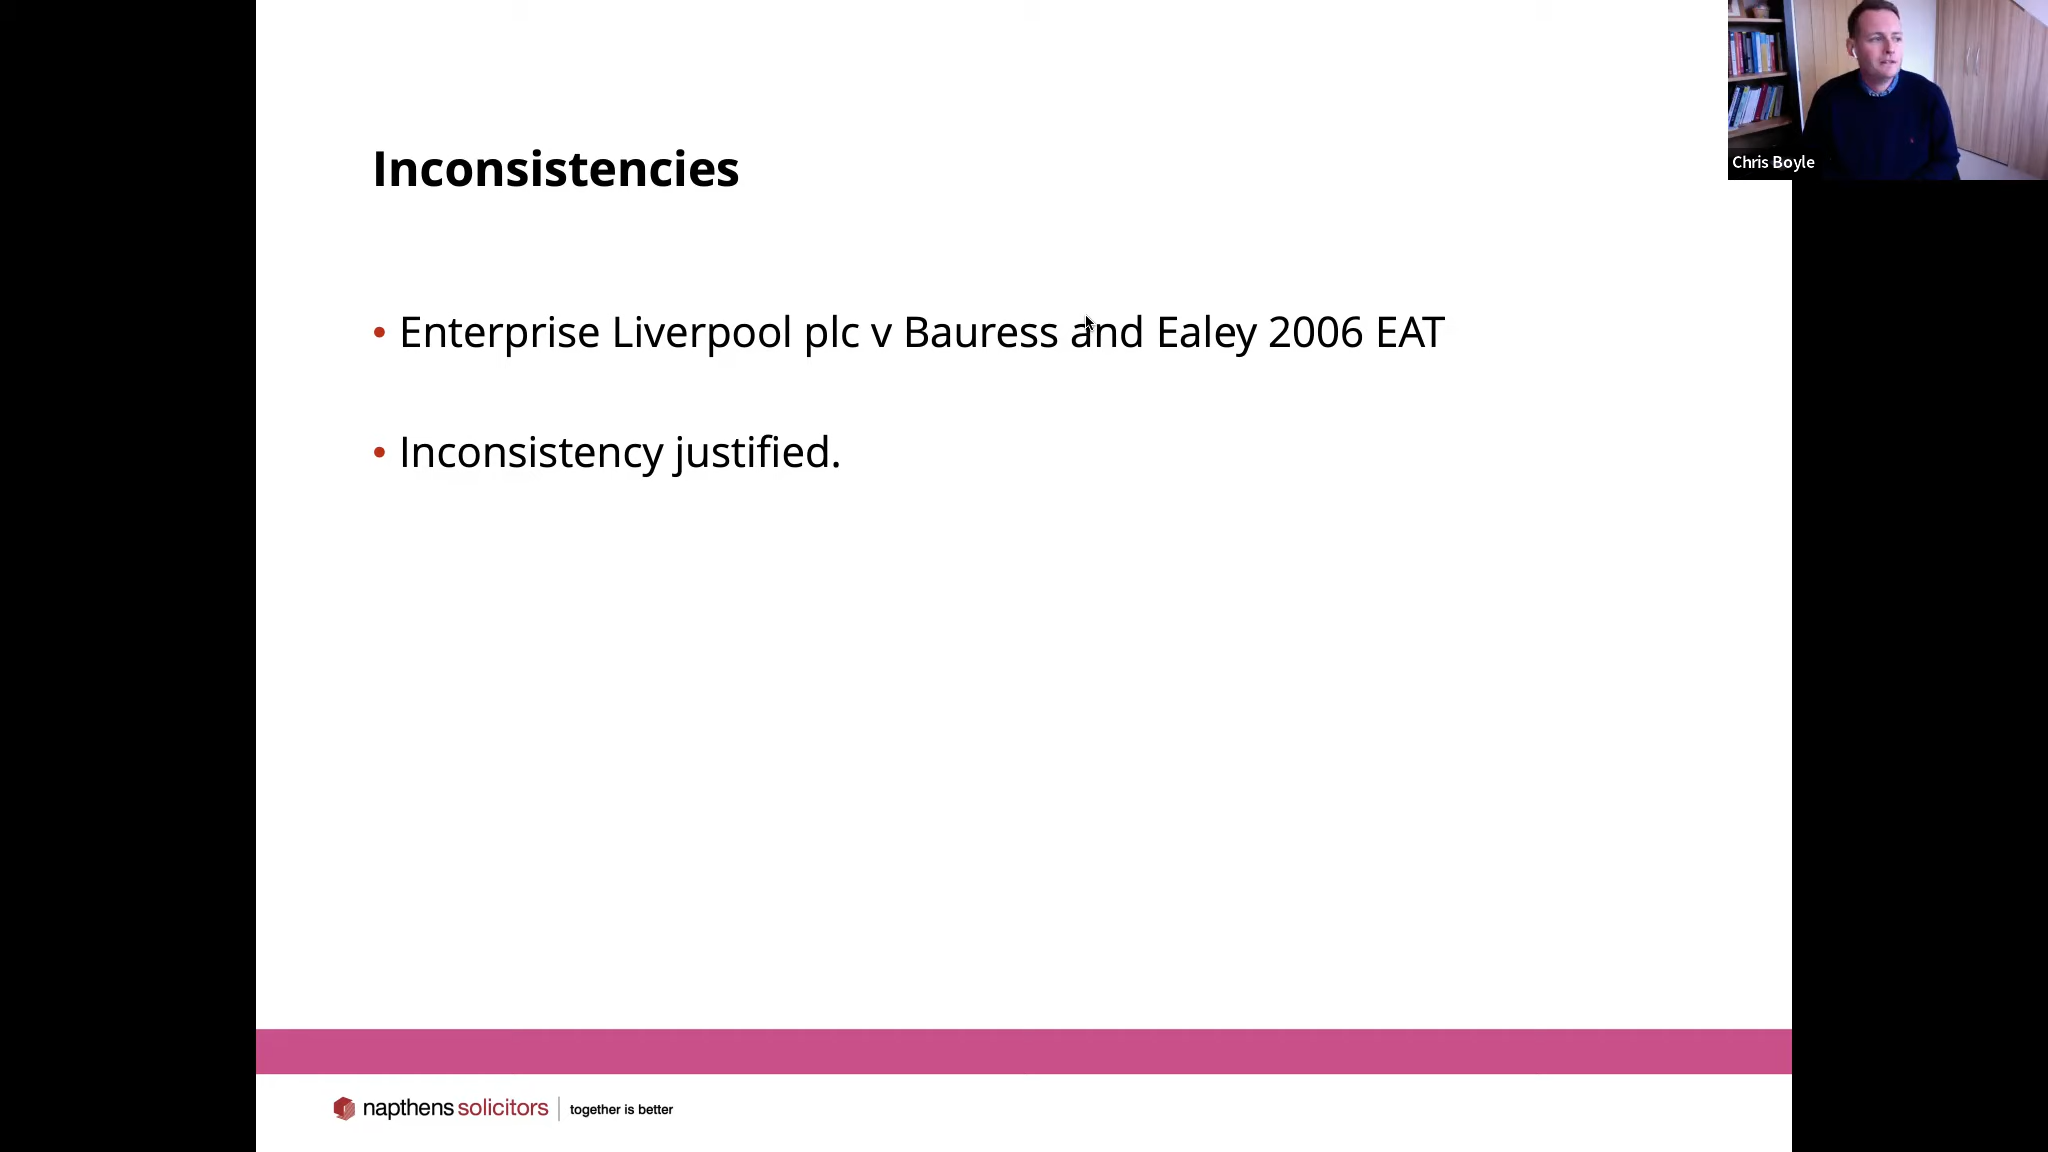 Inconsistencies
• Enterprise Liverpool plc v Bauress and Ealey 2006 EAT
• Inconsistency justified.
Chris Boyle
napthens solicitors | together is better